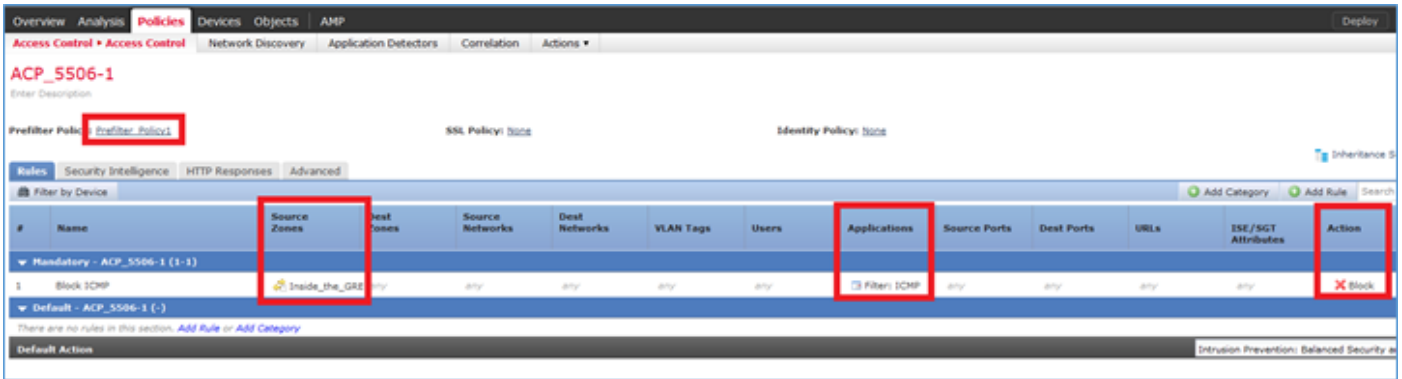 Overview Analysis Policies Devices Objects AMP Deploy
Access Control ▸ Access Control Network Discovery Application Detectors Correlation Actions ▾
ACP_5506-1
Enter Description
Prefilter Polic Prefilter_Policy1 SSL Policy: None Identity Policy: None
Inheritance S
Rules Security Intelligence HTTP Responses Advanced
Filter by Device Add Category Add Rule Search
# Name Source Zones Dest Zones Source Networks Dest Networks VLAN Tags Users Applications Source Ports Dest Ports URLs ISE/SGT Attributes Action
Mandatory - ACP_5506-1 (1-1)
1 Block ICMP Inside_the_GRE any any any any any Filter: ICMP any any any any Block
Default - ACP_5506-1 (-)
There are no rules in this section. Add Rule or Add Category
Default Action Intrusion Prevention: Balanced Security a